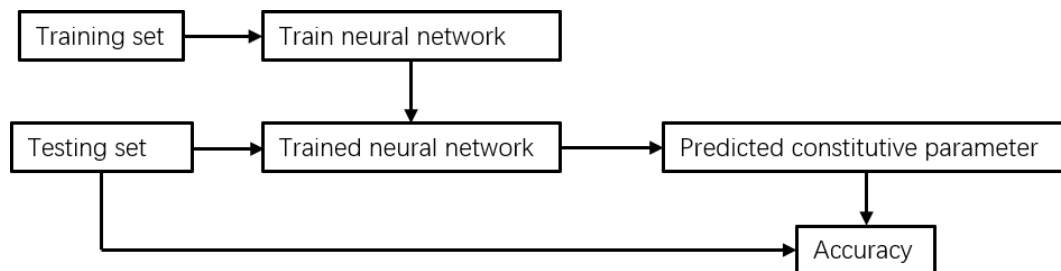 Training set
Train neural network
Testing set
Trained neural network
Predicted constitutive parameter
Accuracy